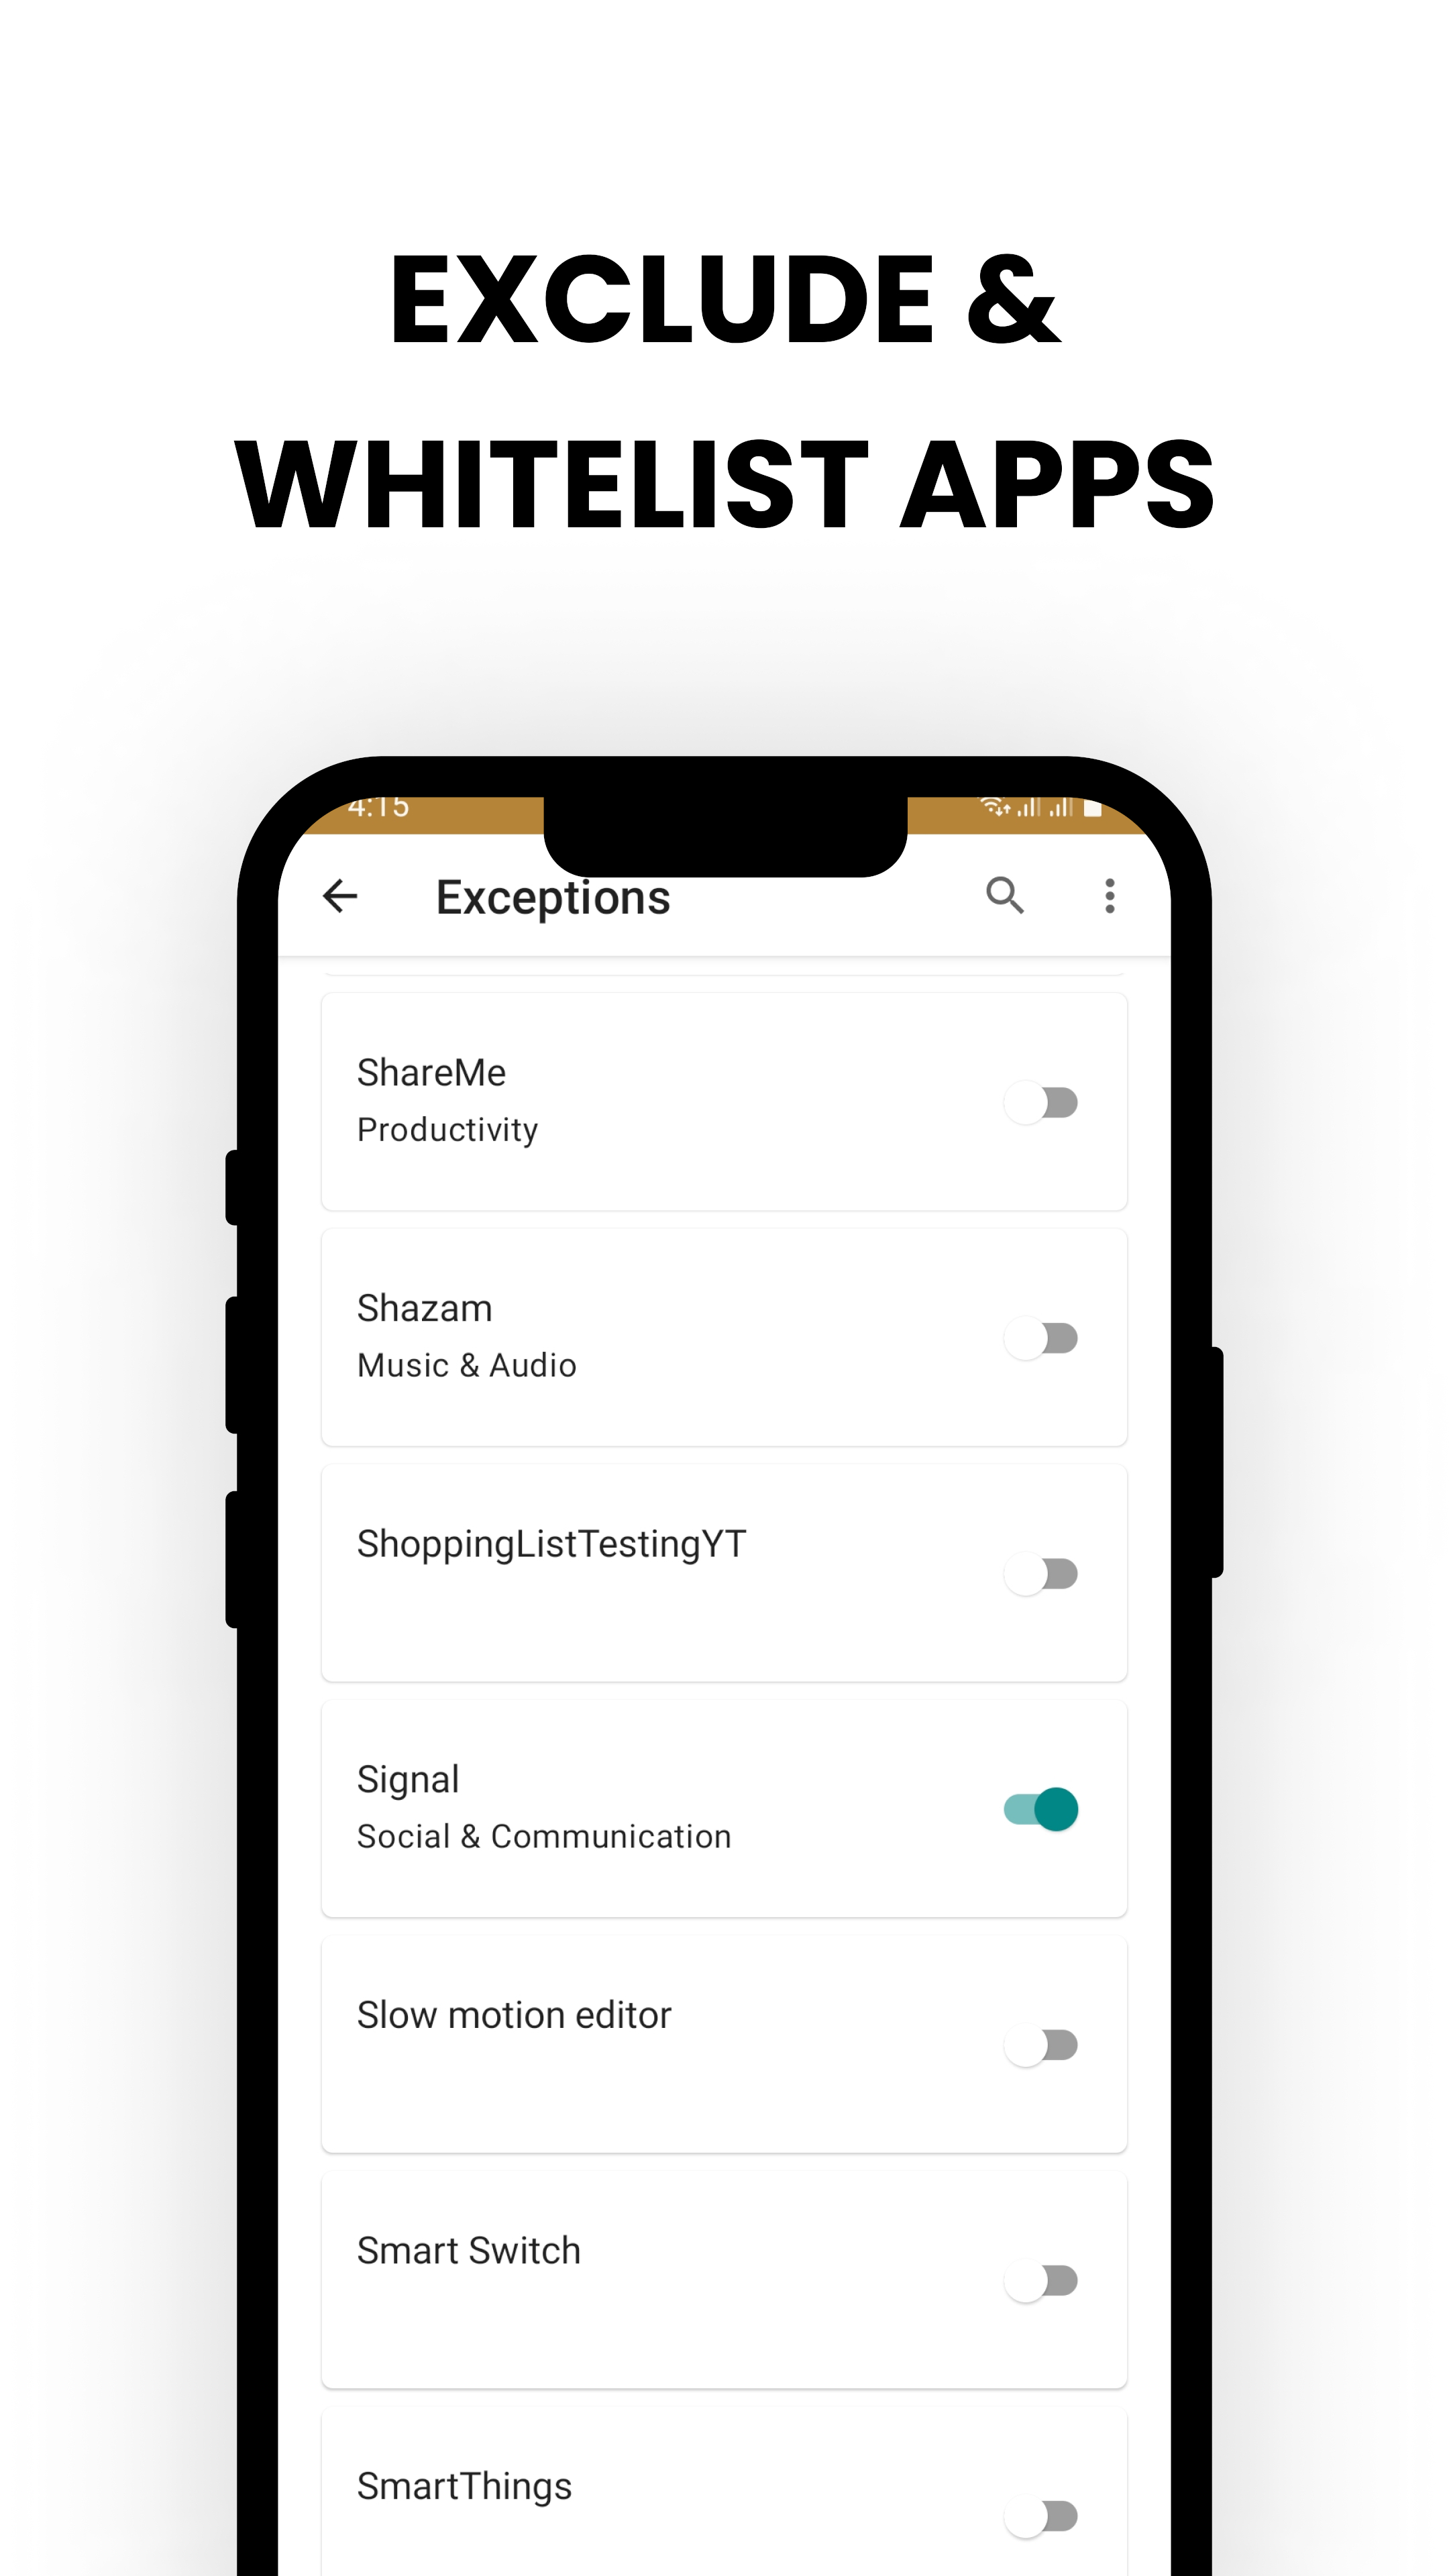 EXCLUDE &
WHITELIST APPS
4:15
Exceptions
ShareMe
Productivity
Shazam
Music & Audio
ShoppingListTestingYT
Signal
Social & Communication
Slow motion editor
Smart Switch
SmartThings